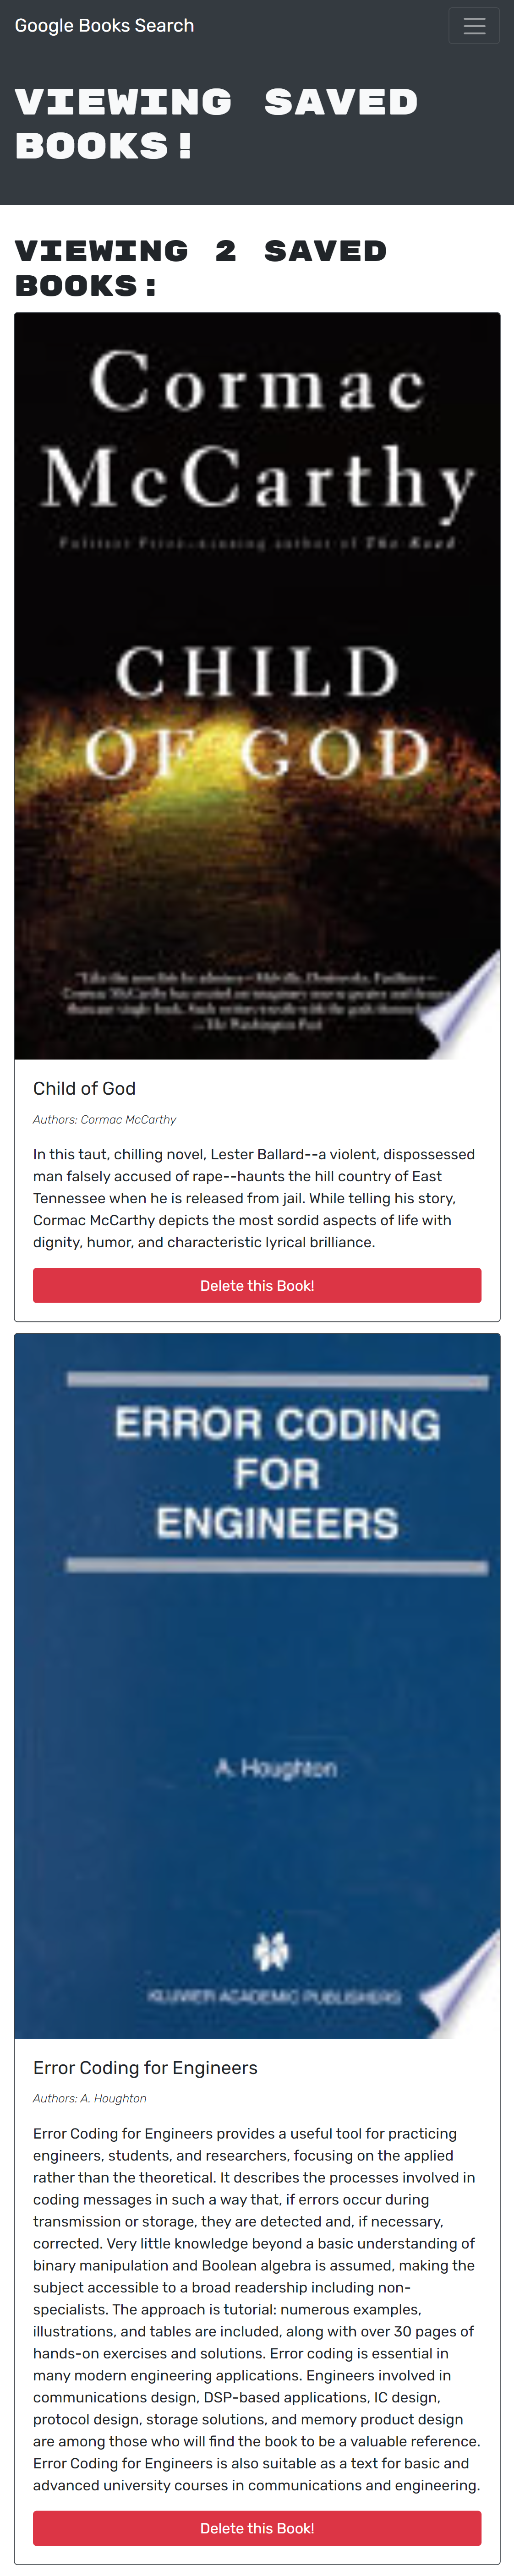 Google Books Search
VIEWING SAVED
BOOKS!
VIEWING 2 SAVED
BOOKS:
Cormac
McCarthy
Pulitzer Prize-winning author of The Road
CHILD
OF GOD
—The Washington Post
Child of God
Authors: Cormac McCarthy
In this taut, chilling novel, Lester Ballard--a violent, dispossessed
man falsely accused of rape--haunts the hill country of East
Tennessee when he is released from jail. While telling his story,
Cormac McCarthy depicts the most sordid aspects of life with
dignity, humor, and characteristic lyrical brilliance.
Delete this Book!
ERROR CODING
FOR
ENGINEERS
A. Houghton
KLUWER ACADEMIC PUBLISHERS
Error Coding for Engineers
Authors: A. Houghton
Error Coding for Engineers provides a useful tool for practicing
engineers, students, and researchers, focusing on the applied
rather than the theoretical. It describes the processes involved in
coding messages in such a way that, if errors occur during
transmission or storage, they are detected and, if necessary,
corrected. Very little knowledge beyond a basic understanding of
binary manipulation and Boolean algebra is assumed, making the
subject accessible to a broad readership including non-
specialists. The approach is tutorial: numerous examples,
illustrations, and tables are included, along with over 30 pages of
hands-on exercises and solutions. Error coding is essential in
many modern engineering applications. Engineers involved in
communications design, DSP-based applications, IC design,
protocol design, storage solutions, and memory product design
are among those who will find the book to be a valuable reference.
Error Coding for Engineers is also suitable as a text for basic and
advanced university courses in communications and engineering.
Delete this Book!